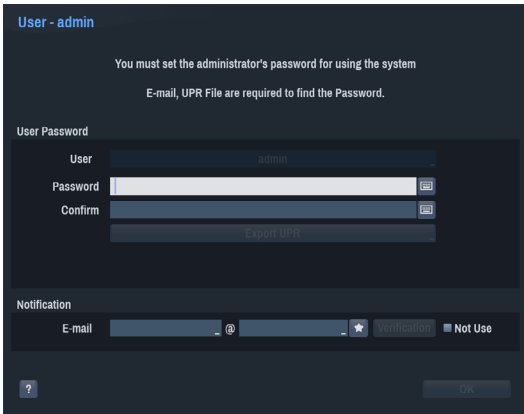 User - admin
You must set the administrator's password for using the system
E-mail, UPR File are required to find the Password.
User Password
User admin
Password
Confirm
Export UPR
Notification
E-mail @ Verification Not Use
? OK